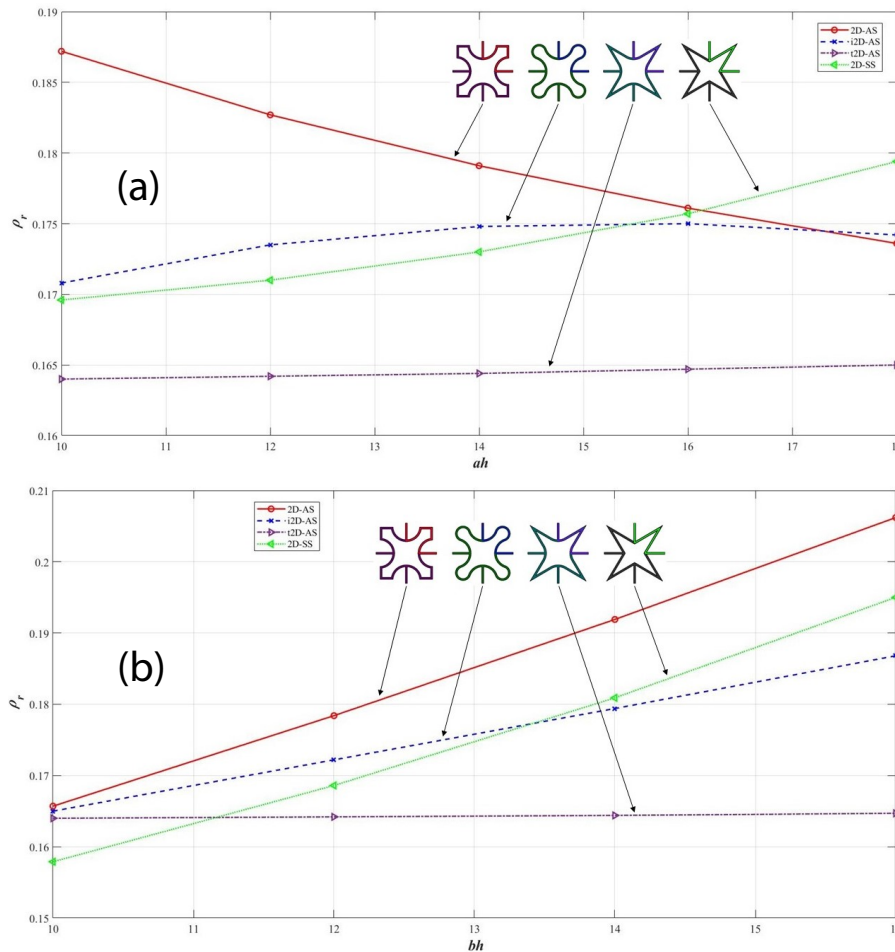 0.19
0.185
0.18
0.175
0.17
0.165
0.16
ρr
(a)
2D-AS
i2D-AS
t2D-AS
2D-SS
10 11 12 13 14 15 16 17 1
ah
0.21
0.2
0.19
0.18
0.17
0.16
0.15
ρr
(b)
2D-AS
i2D-AS
t2D-AS
2D-SS
10 11 12 13 14 15 1
bh